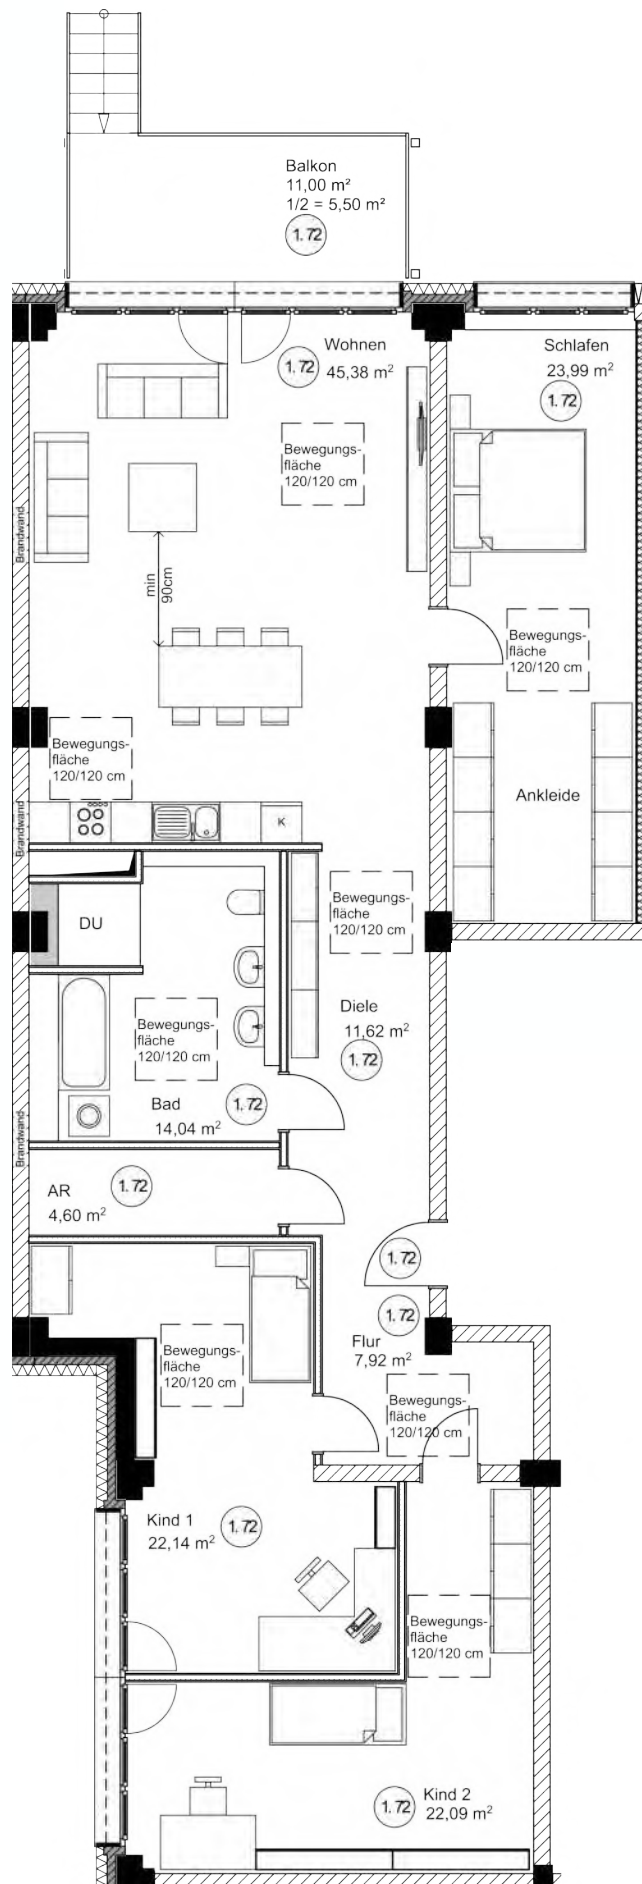 Balkon
11,00 m²
1/2 = 5,50 m²
1.72
Wohnen
45,38 m²
1.72
Schlafen
23,99 m²
1.72
Bewegungs-
fläche
120/120 cm
Brandwand
min
90cm
Bewegungs-
fläche
120/120 cm
Bewegungs-
fläche
120/120 cm
Ankleide
Brandwand
K
Bewegungs-
fläche
120/120 cm
DU
Diele
11,62 m²
1.72
Bewegungs-
fläche
120/120 cm
Bad
14,04 m²
1.72
Brandwand
AR
4,60 m²
1.72
1.72
1.72
Flur
7,92 m²
Bewegungs-
fläche
120/120 cm
Bewegungs-
fläche
120/120 cm
Kind 1
22,14 m²
1.72
Bewegungs-
fläche
120/120 cm
Kind 2
22,09 m²
1.72